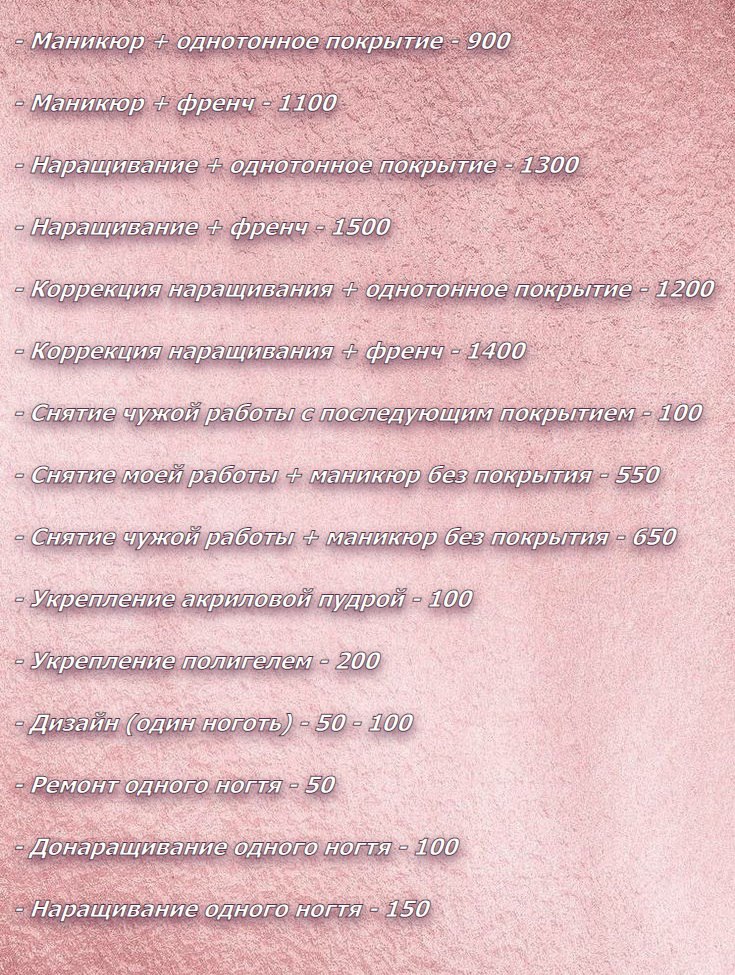 - Маникюр + однотонное покрытие - 900
- Маникюр + френч - 1100
- Наращивание + однотонное покрытие - 1300
- Наращивание + френч - 1500
- Коррекция наращивания + однотонное покрытие - 1200
- Коррекция наращивания + френч - 1400
- Снятие чужой работы с последующим покрытием - 100
- Снятие моей работы + маникюр без покрытия - 550
- Снятие чужой работы + маникюр без покрытия - 650
- Укрепление акриловой пудрой - 100
- Укрепление полигелем - 200
- Дизайн (один ноготь) - 50 - 100
- Ремонт одного ногтя - 50
- Донаращивание одного ногтя - 100
- Наращивание одного ногтя - 150